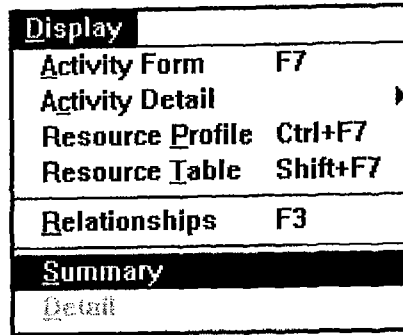 Display
Activity Form F7
Activity Detail
Resource Profile Ctrl+F7
Resource Table Shift+F7
Relationships F3
Summary
Detail